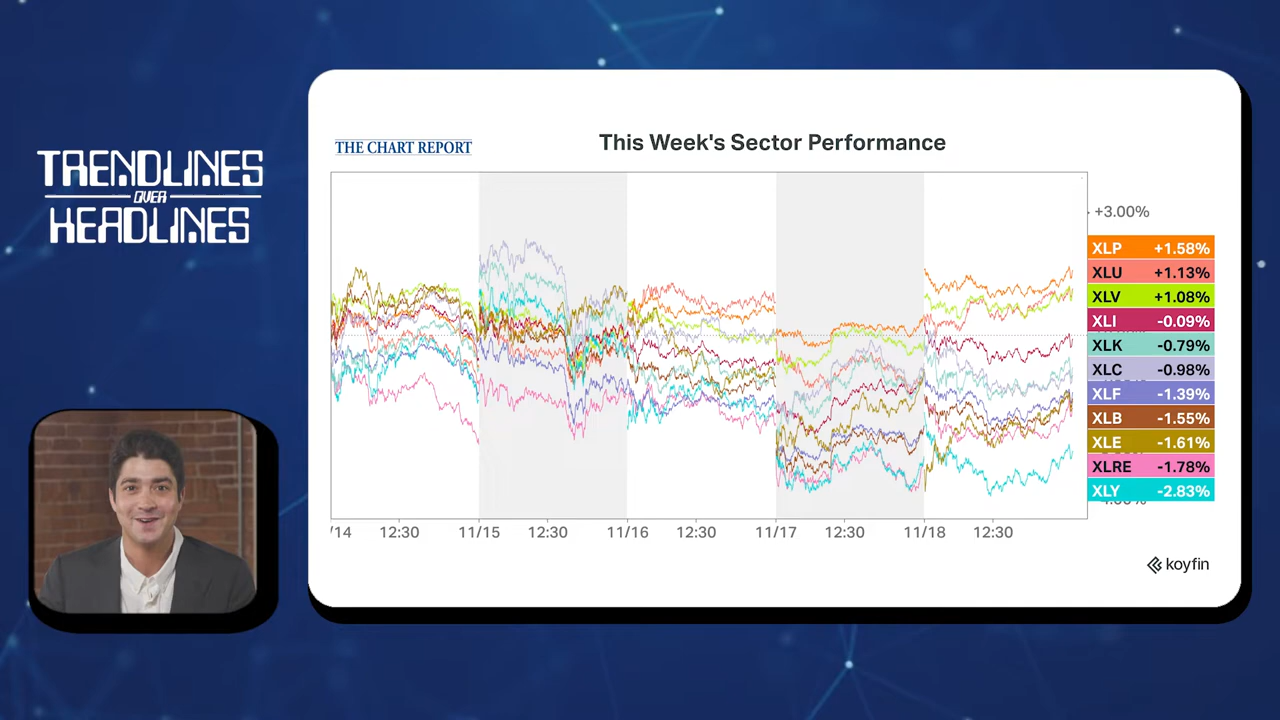 TRENDLINES
OVER
HEADLINES
THE CHART REPORT
This Week's Sector Performance
+3.00%
XLP +1.58%
XLU +1.13%
XLV +1.08%
XLI -0.09%
XLK -0.79%
XLC -0.98%
XLF -1.39%
XLB -1.55%
XLE -1.61%
XLRE -1.78%
XLY -2.83%
'14 12:30 11/15 12:30 11/16 12:30 11/17 12:30 11/18 12:30
koyfin